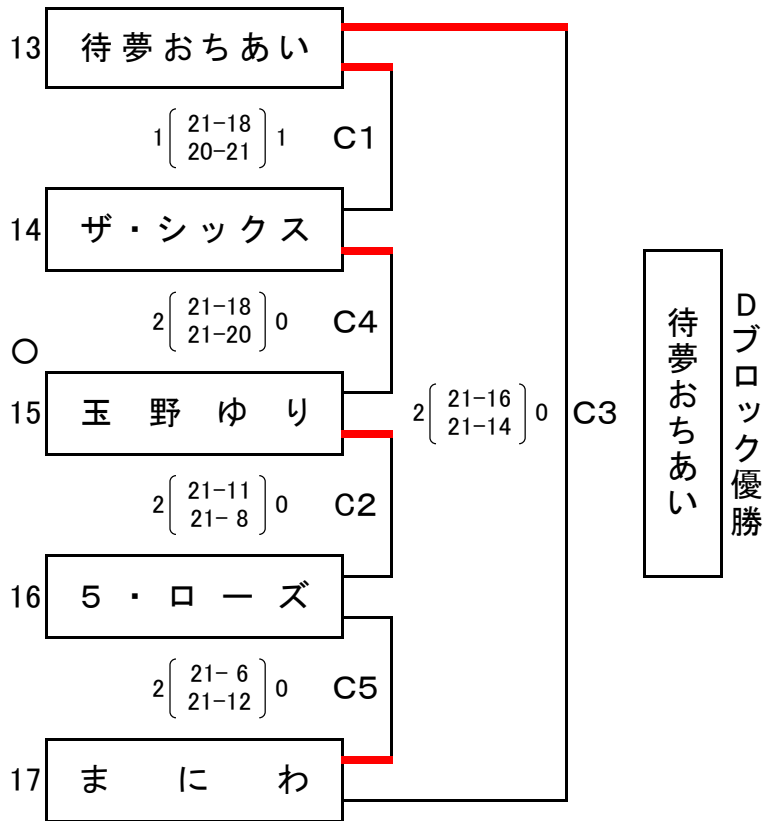 13 待夢おちあい
1 21-18 1 C1
20-21
14 ザ・シックス
2 21-18 0 C4
21-20
○
15 玉野ゆり
2 21-16 0 C3
21-14
2 21-11 0 C2
21- 8
16 5・ローズ
2 21- 6 0 C5
21-12
17 まにわ
待夢おちあい
Dブロック優勝